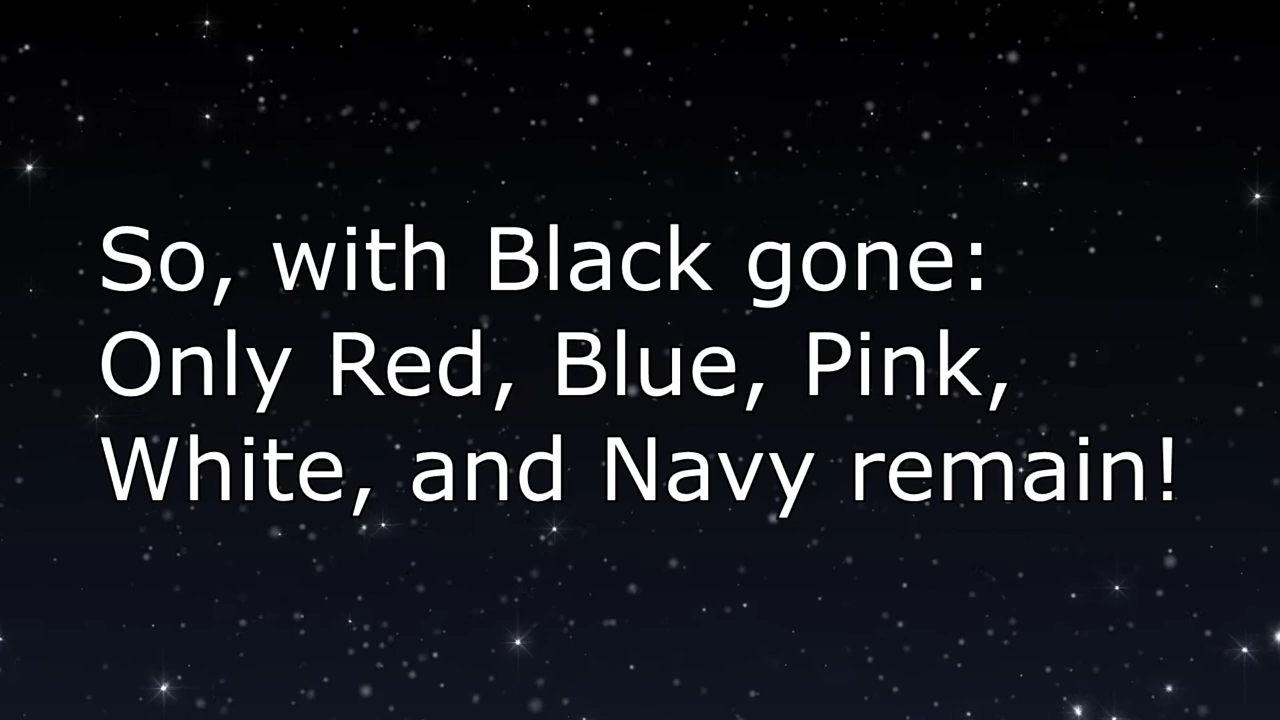 So, with Black gone:
Only Red, Blue, Pink,
White, and Navy remain!